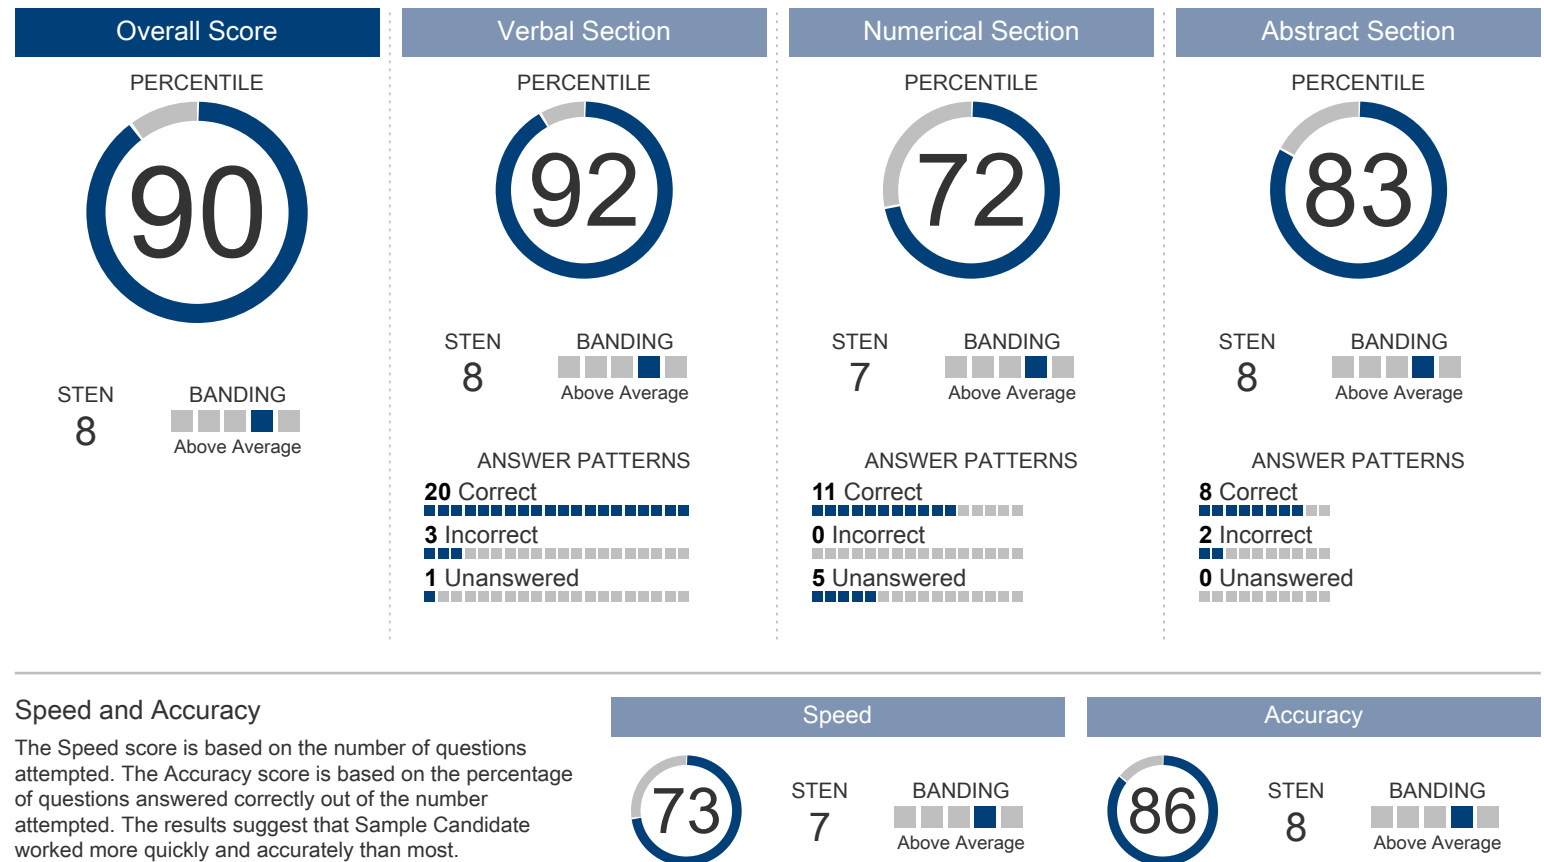 Overall Score
PERCENTILE
90
STEN
8
BANDING
Above Average
Verbal Section
PERCENTILE
92
STEN
8
BANDING
Above Average
ANSWER PATTERNS
20 Correct
3 Incorrect
1 Unanswered
Numerical Section
PERCENTILE
72
STEN
7
BANDING
Above Average
ANSWER PATTERNS
11 Correct
0 Incorrect
5 Unanswered
Abstract Section
PERCENTILE
83
STEN
8
BANDING
Above Average
ANSWER PATTERNS
8 Correct
2 Incorrect
0 Unanswered
Speed and Accuracy
The Speed score is based on the number of questions
attempted. The Accuracy score is based on the percentage
of questions answered correctly out of the number
attempted. The results suggest that Sample Candidate
worked more quickly and accurately than most.
Speed
73
STEN
7
BANDING
Above Average
Accuracy
86
STEN
8
BANDING
Above Average